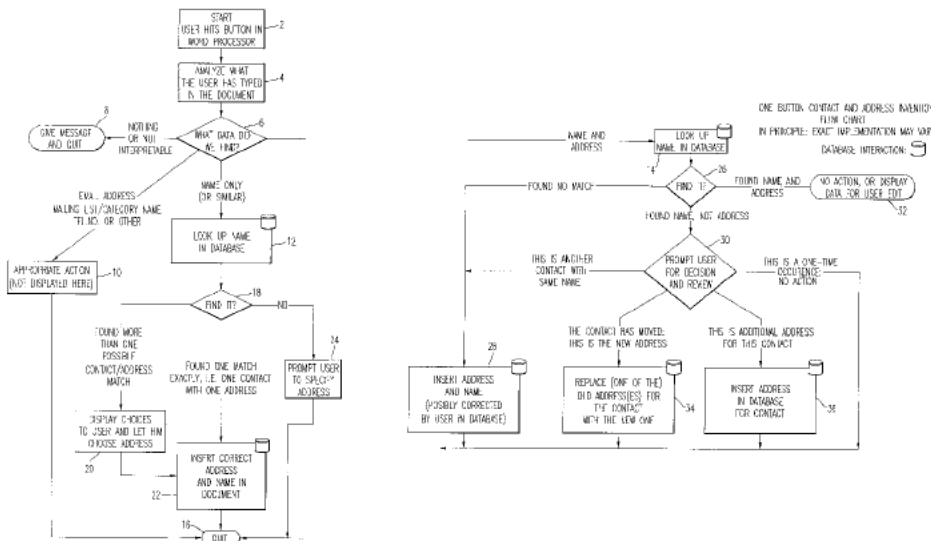 START
USER HITS BUTTON IN
WORD PROCESSOR
2
ANALYZE WHAT
THE USER HAS TYPED
IN THE DOCUMENT
4
8
GIVE MESSAGE
AND QUIT
NOTHING
OR NOT
INTERPRETABLE
6
WHAT DATA DID
WE FIND?
EMAIL ADDRESS
MAILING LIST/CATEGORY NAME
TEL.NO. OR OTHER
NAME ONLY
(OR SIMILAR)
LOOK UP NAME
IN DATABASE
12
APPROPRIATE ACTION
(NOT DISPLAYED HERE)
10
18
FIND IT?
NO
FOUND MORE
THAN ONE
POSSIBLE
CONTACT/ADDRESS
MATCH
FOUND ONE MATCH
EXACTLY, I.E. ONE CONTACT
WITH ONE ADDRESS
24
PROMPT USER
TO SPECIFY
ADDRESS
DISPLAY CHOICES
TO USER AND LET HIM
CHOOSE ADDRESS
20
INSERT CORRECT
ADDRESS
AND NAME IN
DOCUMENT
22
16
QUIT
ONE BUTTON CONTACT AND ADDRESS
FLOW CHART
IN PRINCIPLE: EXACT IMPLEMENTATION MAY
DATABASE INTERACTION:
NAME AND
ADDRESS
LOOK UP
NAME IN DATABASE
14
26
FIND IT?
FOUND NO MATCH
FOUND NAME AND
ADDRESS
NO ACTION, OR DISPLAY
DATA FOR USER EDIT
32
FOUND NAME, NOT ADDRESS
30
PROMPT USER
FOR DECISION
AND REVIEW
THIS IS ANOTHER
CONTACT WITH
SAME NAME
THIS IS A ONE-TIME
OCCURENCE:
NO ACTION
THE CONTACT HAS MOVED:
THIS IS THE NEW ADDRESS
THIS IS ADDITIONAL ADDRESS
FOR THIS CONTACT
28
INSERT ADDRESS
AND NAME
(POSIBLY CORRECTED
BY USER IN DATABASE)
REPLACE (ONE OF THE)
OLD ADDRESS(ES) FOR
THE CONTACT
WITH THE NEW ONE
34
INSERT ADDRESS
IN DATABASE
FOR CONTACT
36